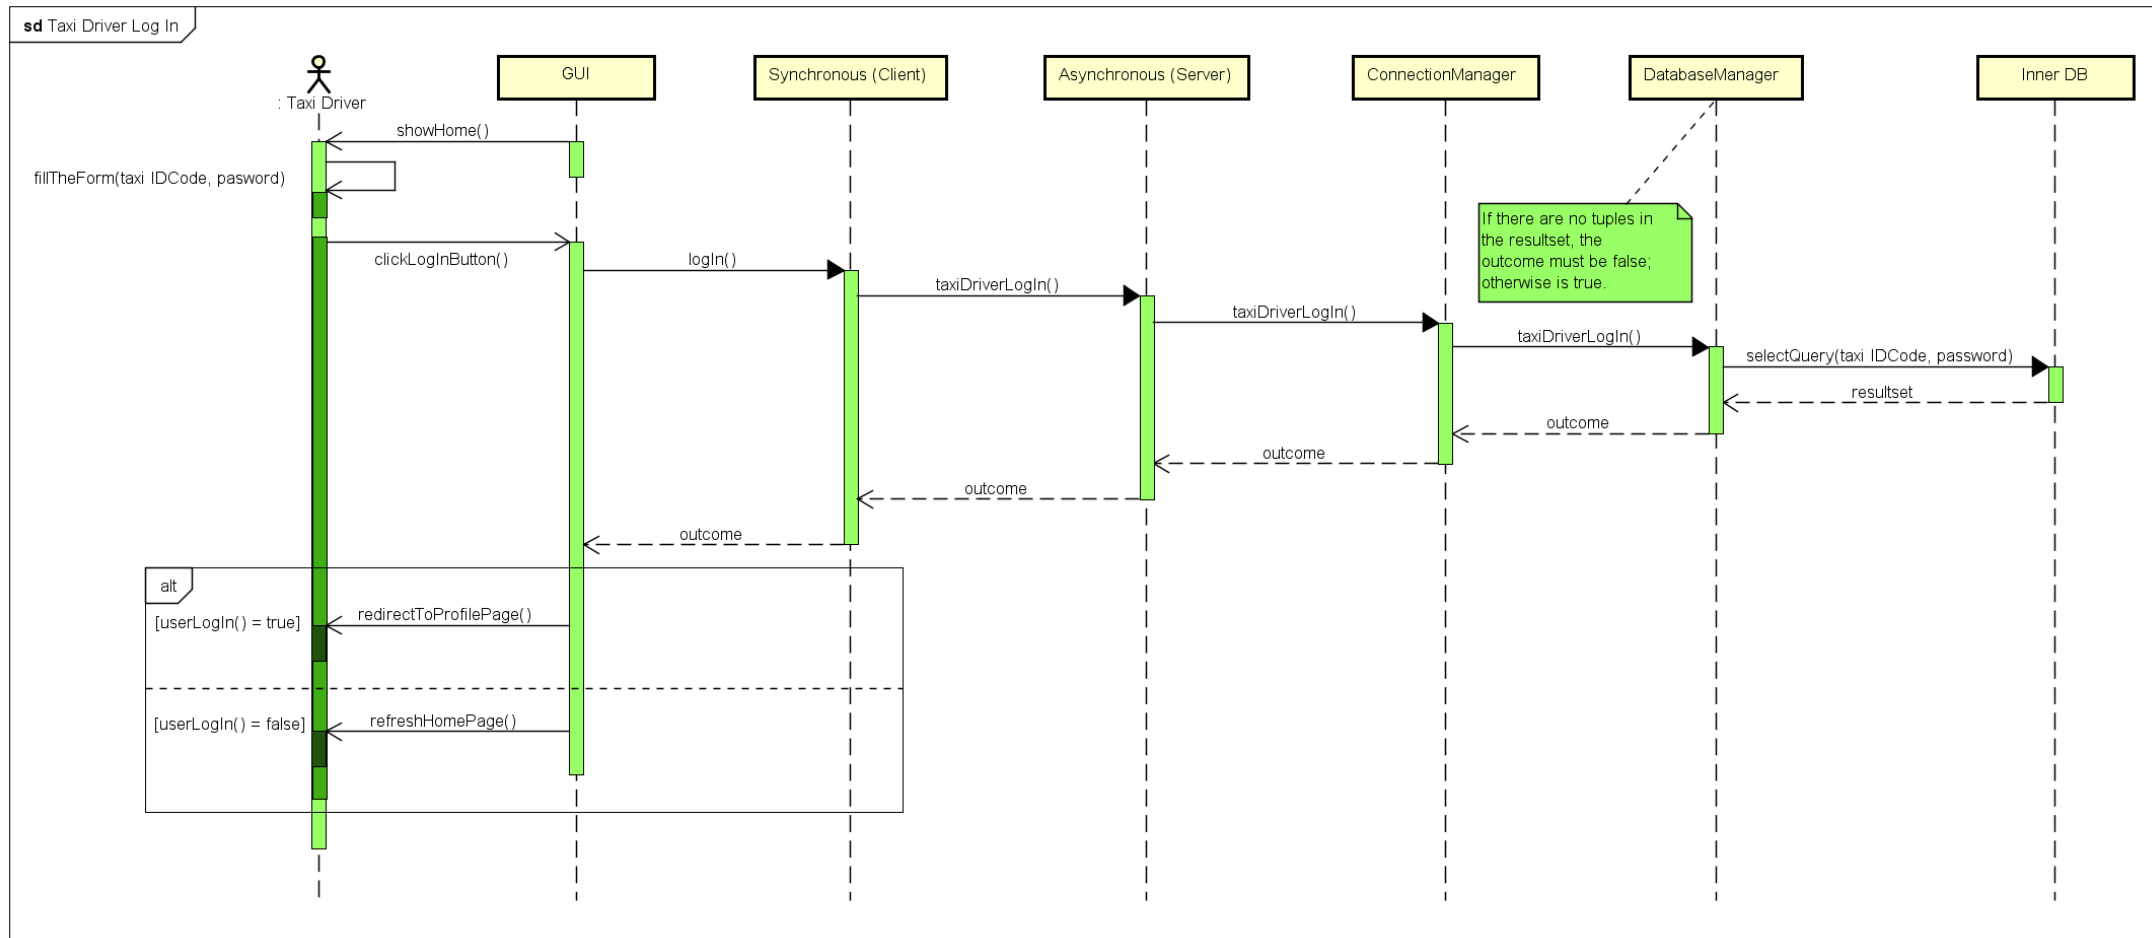 sd Taxi Driver Log In
: Taxi Driver
GUI
Synchronous (Client)
Asynchronous (Server)
ConnectionManager
DatabaseManager
Inner DB
showHome()
fillTheForm(taxi IDCode, pasword)
clickLogInButton()
logIn()
taxiDriverLogIn()
taxiDriverLogIn()
taxiDriverLogIn()
If there are no tuples in
the resultset, the
outcome must be false;
otherwise is true.
selectQuery(taxi IDCode, password)
resultset
outcome
outcome
outcome
outcome
alt
[userLogIn() = true]
redirectToProfilePage()
[userLogIn() = false]
refreshHomePage()